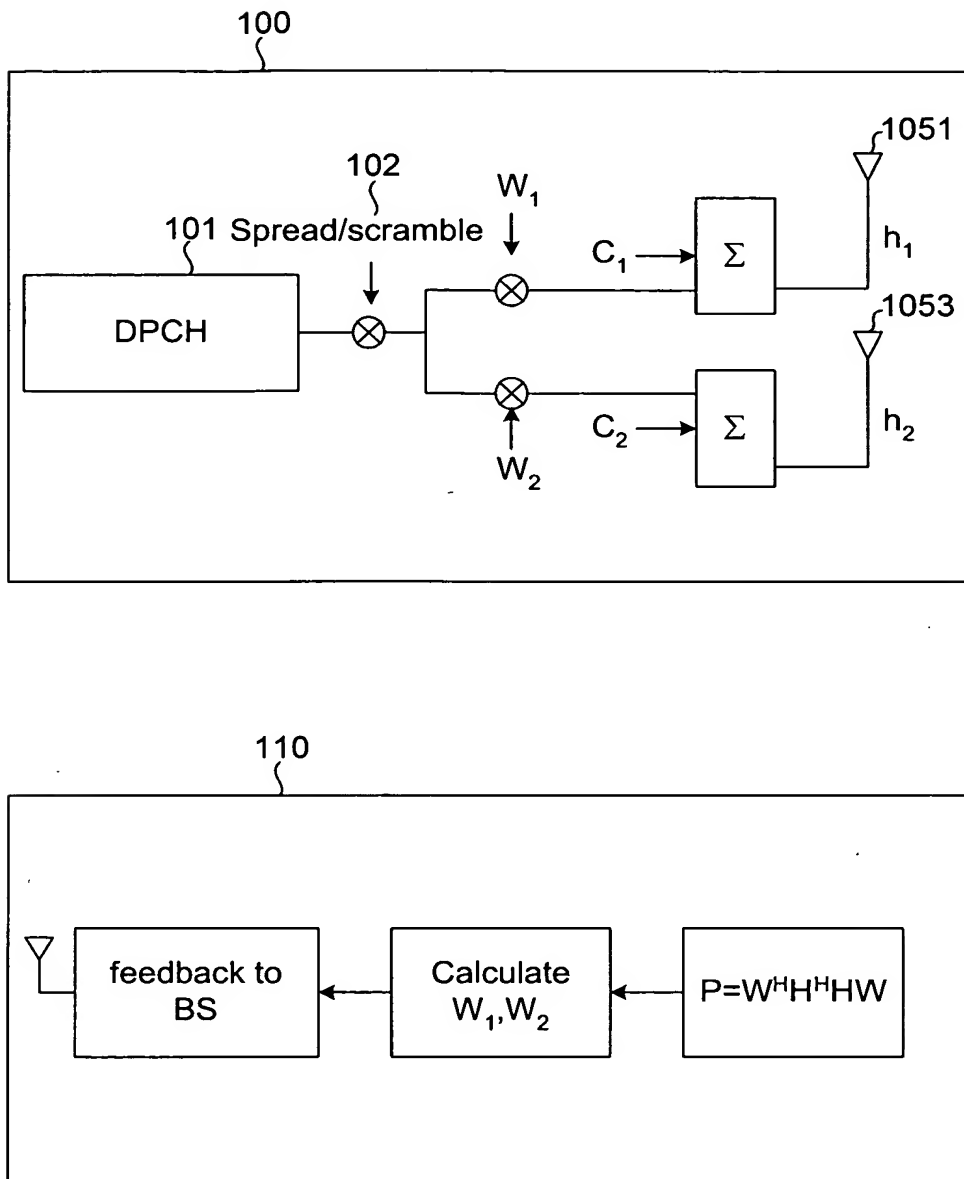 100
1051
102
W₁
101
Spread/scramble
C₁
Σ
h₁
DPCH
1053
C₂
Σ
h₂
W₂
110
feedback to
BS
Calculate
W₁,W₂
P=WᴴHᴴHW